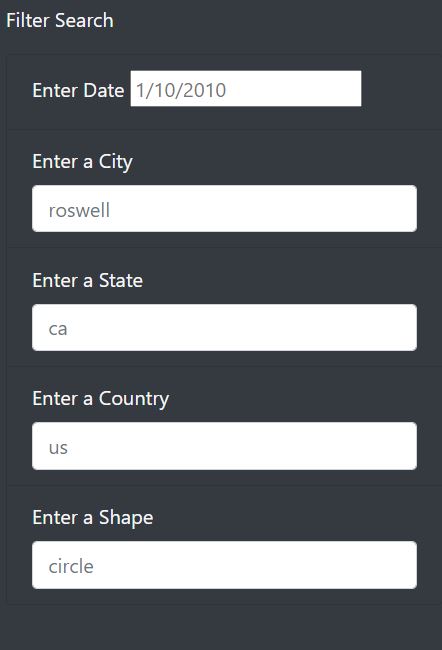 Filter Search
Enter Date 1/10/2010
Enter a City
roswell
Enter a State
ca
Enter a Country
us
Enter a Shape
circle